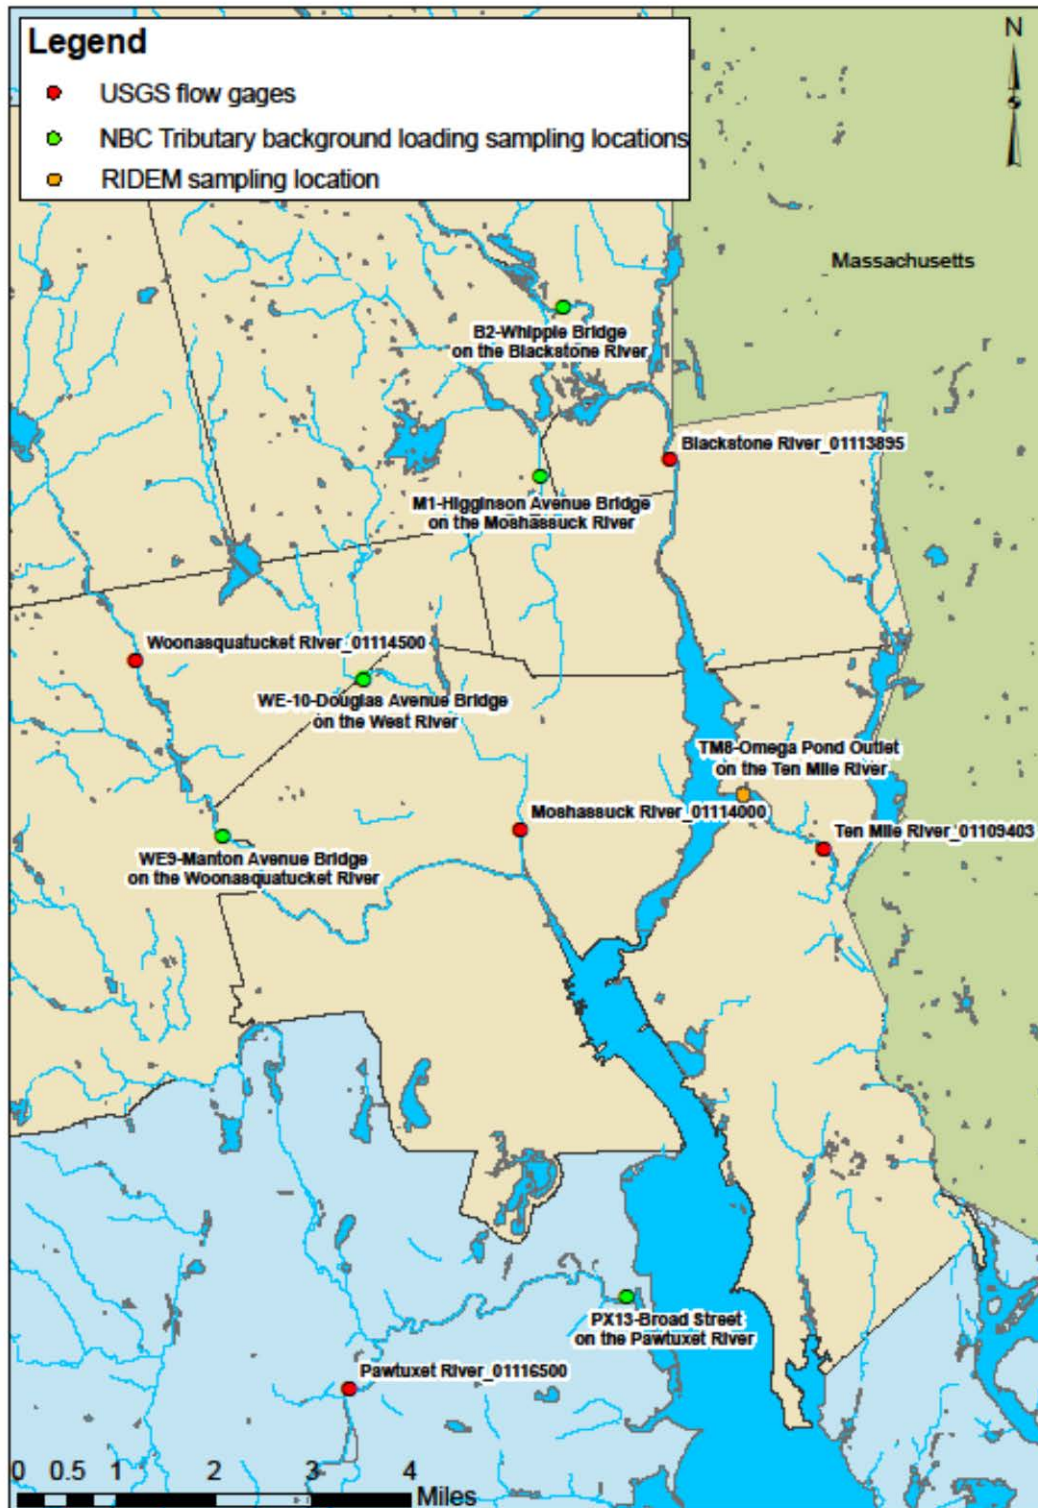 Legend
USGS flow gages
NBC Tributary background loading sampling locations
RIDEM sampling location
N
Massachusetts
B2-Whipple Bridge
on the Blackstone River
Blackstone River_01113895
M1-Higginson Avenue Bridge
on the Moshassuck River
Woonasquatucket River_01114500
WE-10-Douglas Avenue Bridge
on the West River
TM8-Omega Pond Outlet
on the Ten Mile River
Moshassuck River_01114000
Ten Mile River_01109403
WE9-Manton Avenue Bridge
on the Woonasquatucket River
PX13-Broad Street
on the Pawtuxet River
Pawtuxet River_01116500
0 0.5 1 2 3 4
Miles